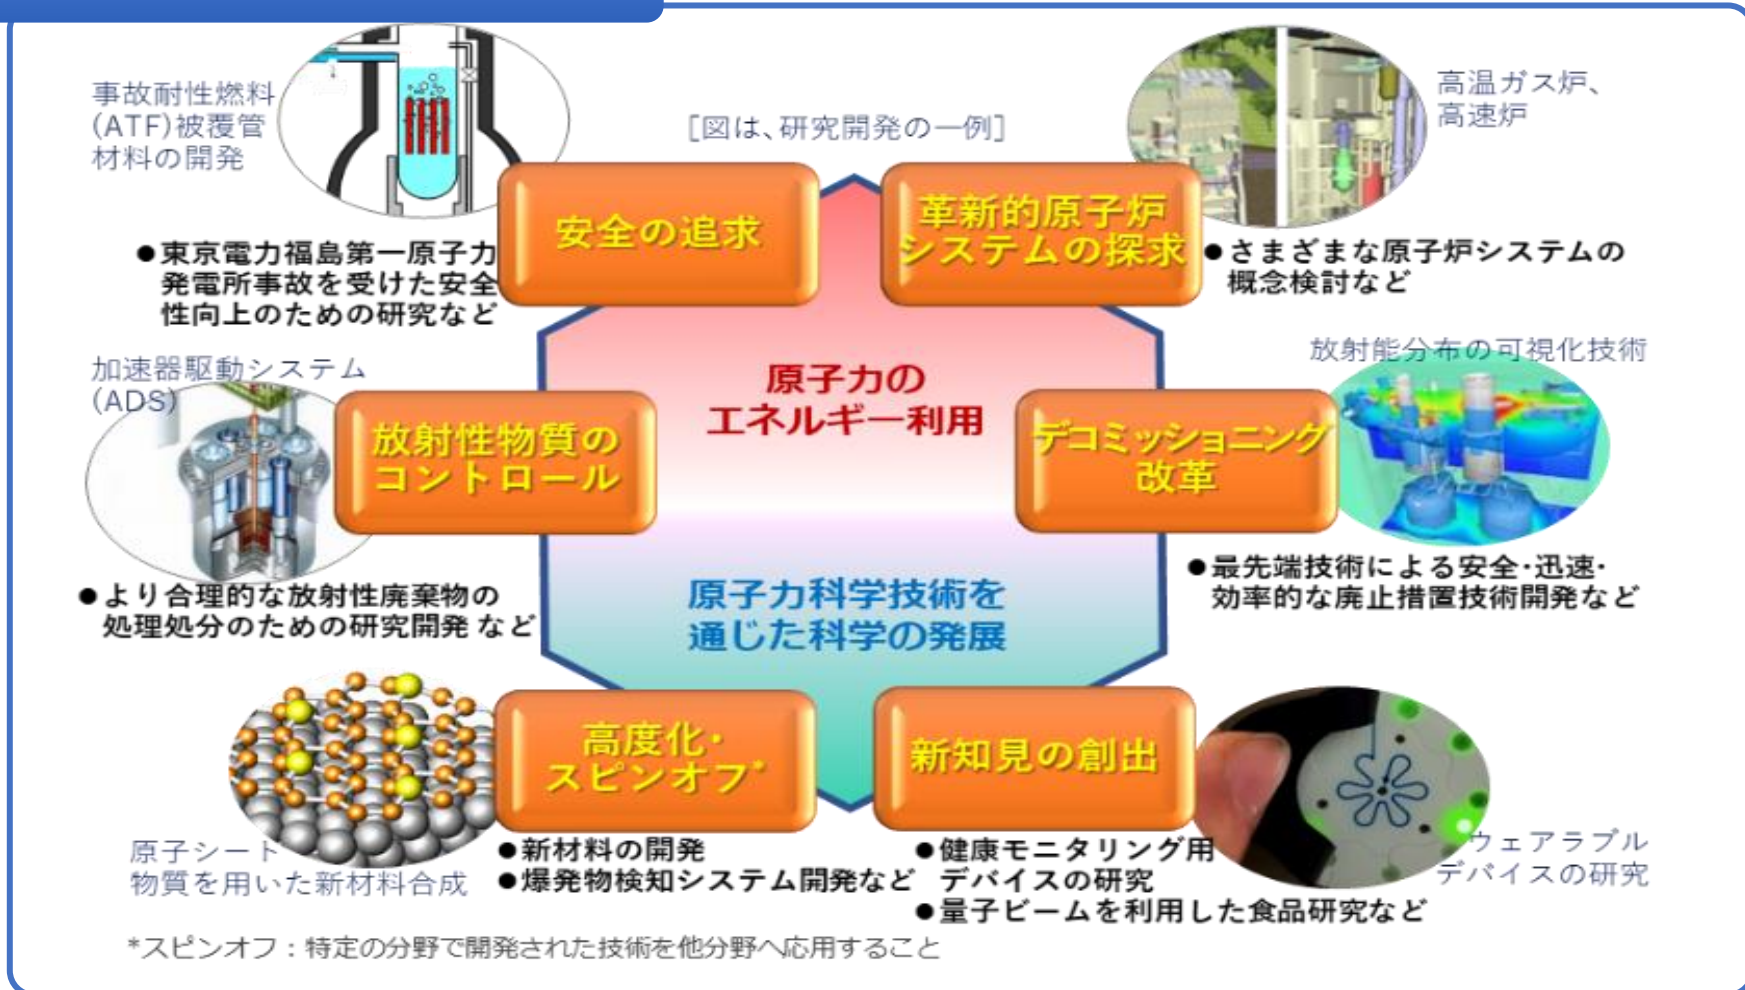 事故耐性燃料
(ATF)被覆管
材料の開発
[図は、研究開発の一例]
高温ガス炉、
高速炉
安全の追求
革新的原子炉
システムの探求
●東京電力福島第一原子力
発電所事故を受けた安全
性向上のための研究など
●さまざまな原子炉システムの
概念検討など
加速器駆動システム
(ADS)
原子力の
エネルギー利用
放射能分布の可視化技術
放射性物質の
コントロール
デコミッショニング
改革
●より合理的な放射性廃棄物の
処理処分のための研究開発 など
原子力科学技術を
通じた科学の発展
●最先端技術による安全・迅速・
効率的な廃止措置技術開発など
高度化・
スピンオフ*
新知見の創出
原子シート
物質を用いた新材料合成
●新材料の開発
●爆発物検知システム開発など
●健康モニタリング用
デバイスの研究
●量子ビームを利用した食品研究など
ウェアラブル
デバイスの研究
*スピンオフ：特定の分野で開発された技術を他分野へ応用すること